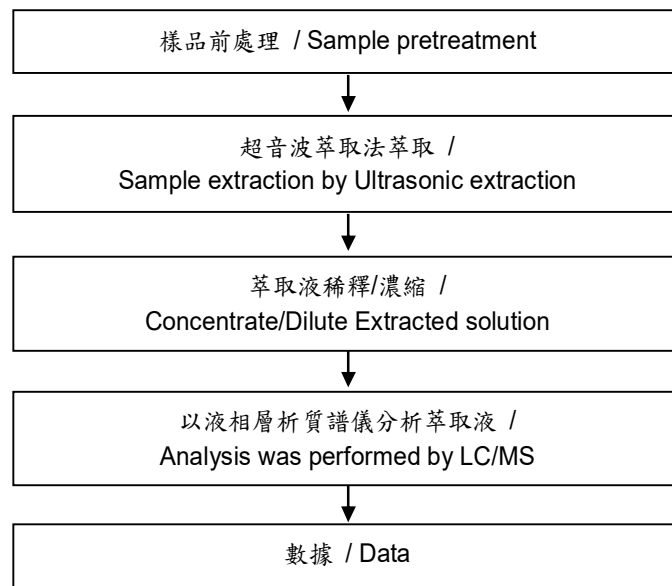 樣品前處理 / Sample pretreatment
超音波萃取法萃取 /
Sample extraction by Ultrasonic extraction
萃取液稀釋/濃縮 /
Concentrate/Dilute Extracted solution
以液相層析質譜儀分析萃取液 /
Analysis was performed by LC/MS
數據 / Data